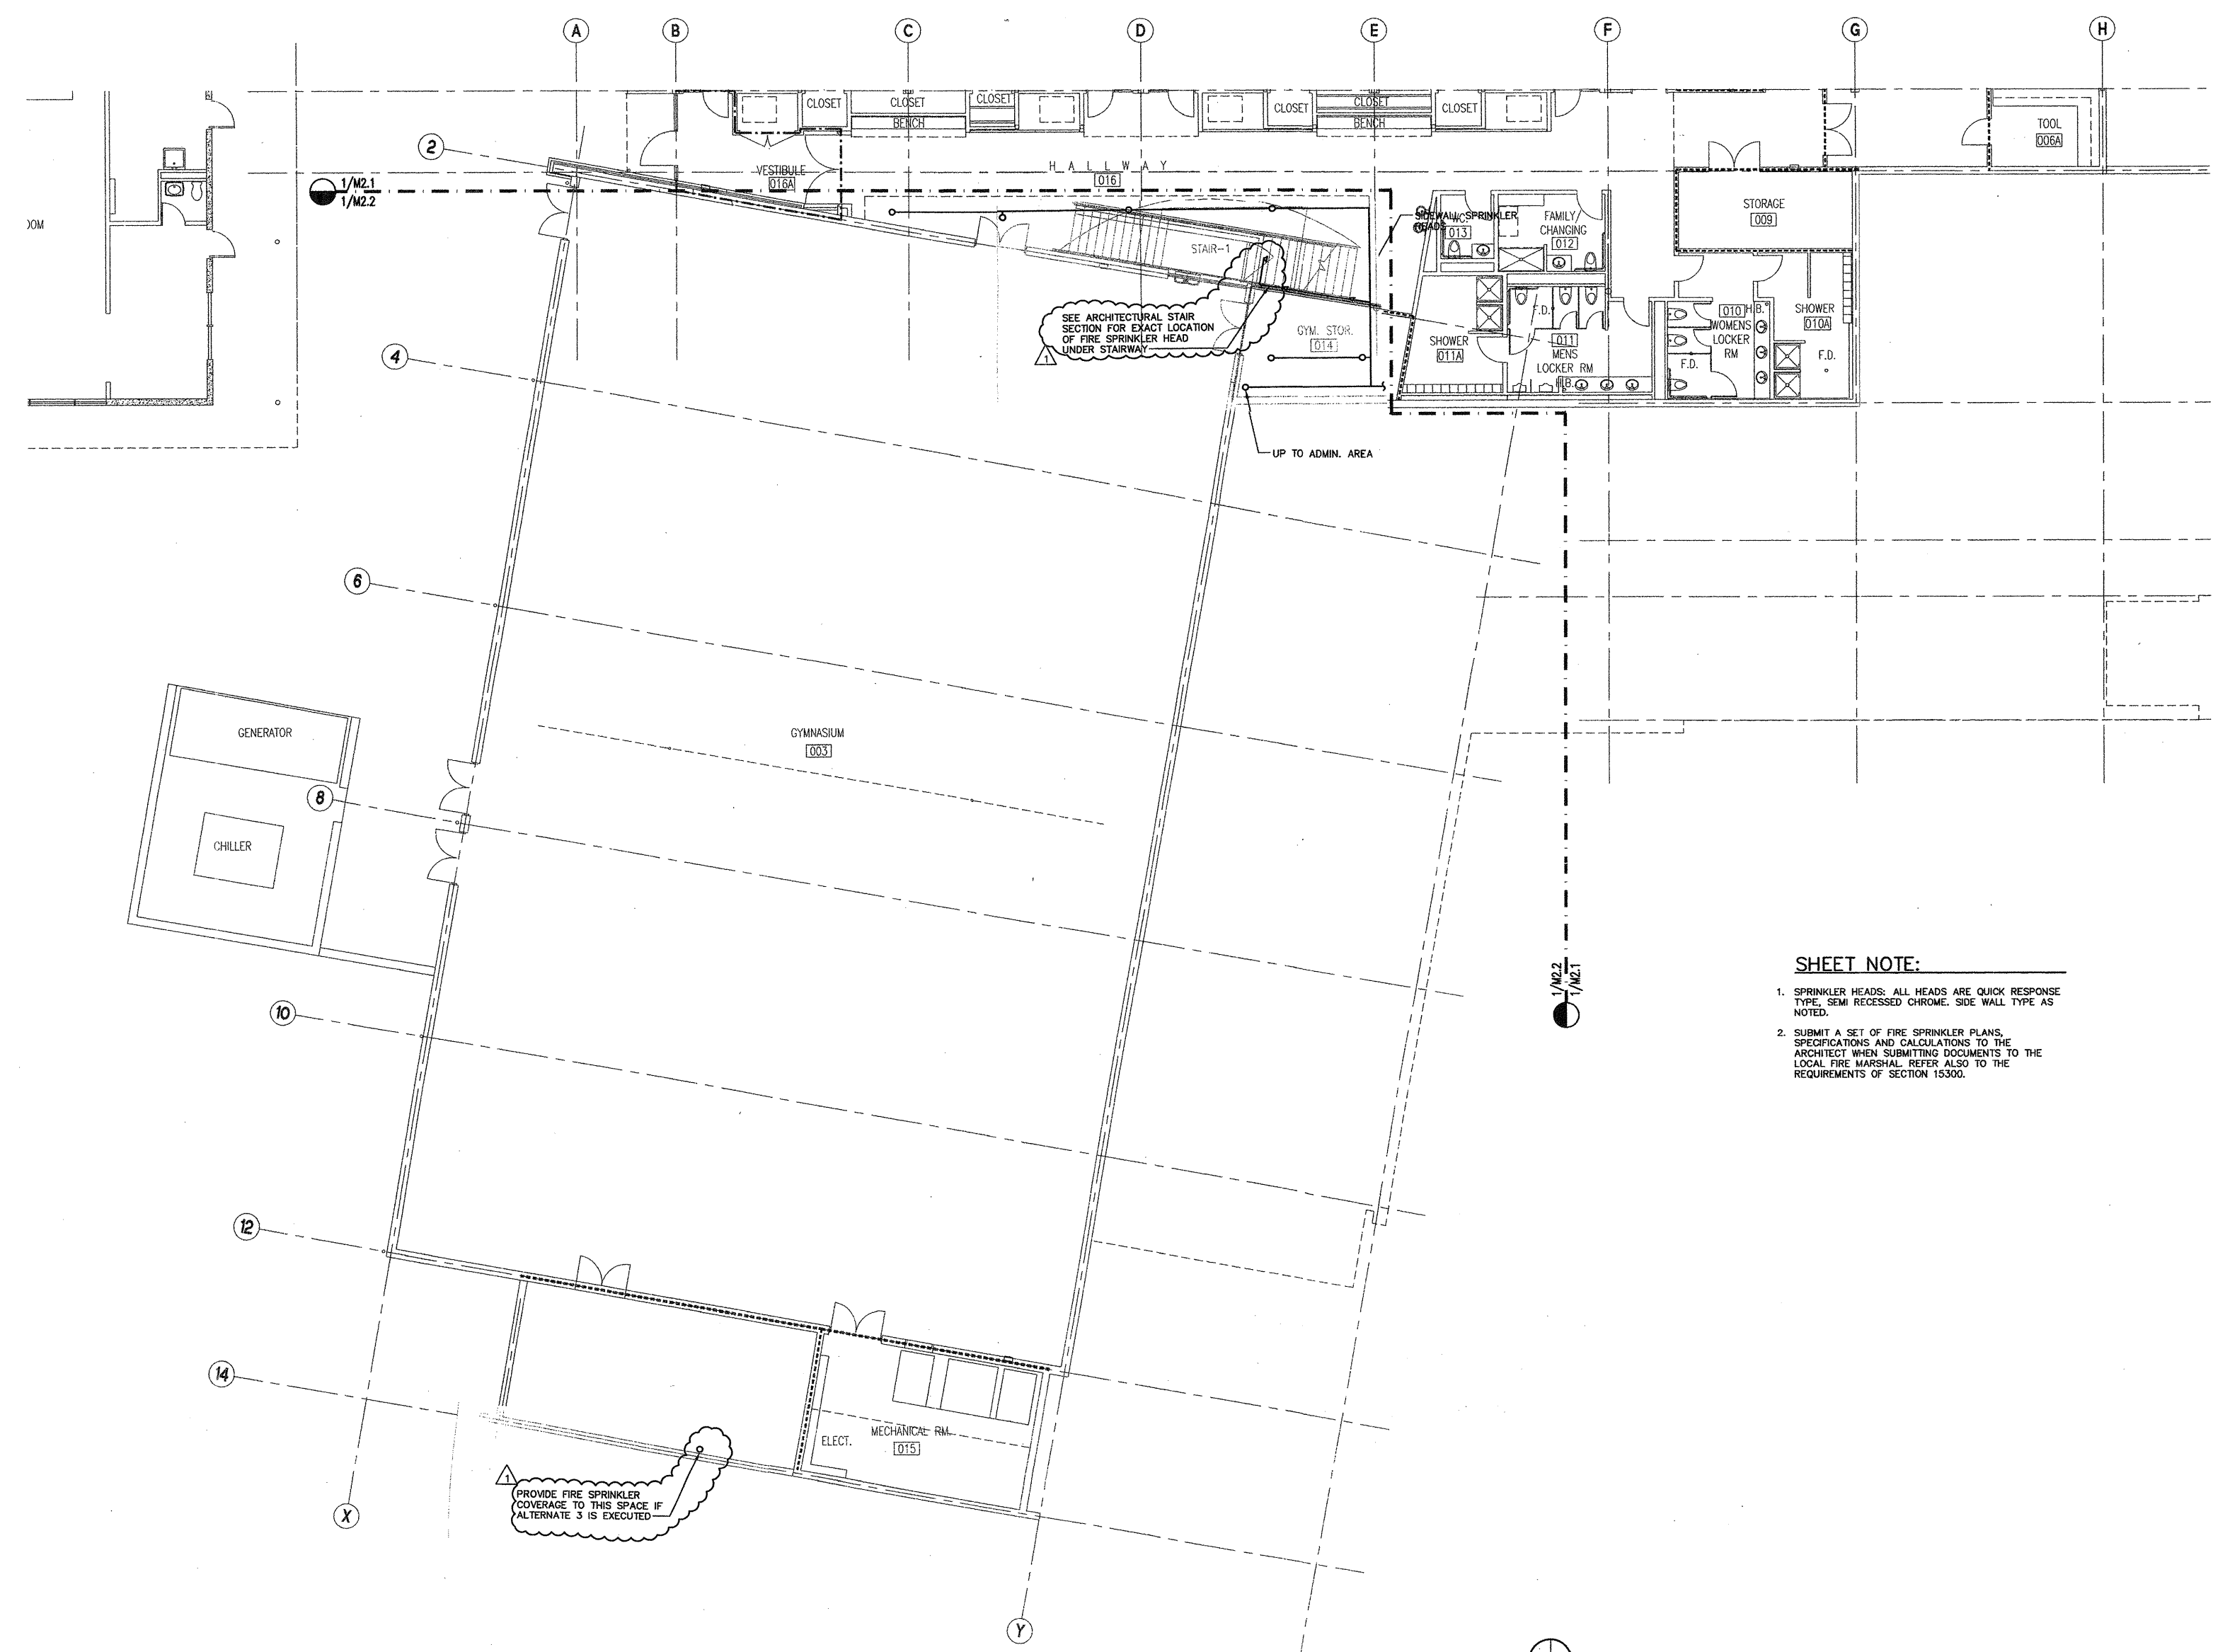 A
B
C
D
E
F
G
H
CLOSET
CLOSET
CLOSET
CLOSET
CLOSET
CLOSET
BENCH
BENCH
TOOL
006A
2
1/M2.1
1/M2.2
VESTIBULE
016A
HALLWAY
016
SIDEWALL SPRINKLER
HEADS
W.C.
013
FAMILY/
CHANGING
012
STORAGE
009
STAIR-1
SEE ARCHITECTURAL STAIR
SECTION FOR EXACT LOCATION
OF FIRE SPRINKLER HEAD
UNDER STAIRWAY
1
GYM. STOR.
014
SHOWER
011A
F.D.
011
MENS
LOCKER RM
H.B.
010
H.B.
WOMENS
LOCKER
RM
F.D.
SHOWER
010A
F.D.
4
UP TO ADMIN. AREA
6
GENERATOR
GYMNASIUM
003
8
CHILLER
1/M2.2
1/M2.1
SHEET NOTE:
1. SPRINKLER HEADS: ALL HEADS ARE QUICK RESPONSE
TYPE, SEMI RECESSED CHROME. SIDE WALL TYPE AS
NOTED.
2. SUBMIT A SET OF FIRE SPRINKLER PLANS,
SPECIFICATIONS AND CALCULATIONS TO THE
ARCHITECT WHEN SUBMITTING DOCUMENTS TO THE
LOCAL FIRE MARSHAL. REFER ALSO TO THE
REQUIREMENTS OF SECTION 15300.
10
12
14
ELECT.
MECHANICAL RM.
015
1
PROVIDE FIRE SPRINKLER
COVERAGE TO THIS SPACE IF
ALTERNATE 3 IS EXECUTED
X
Y